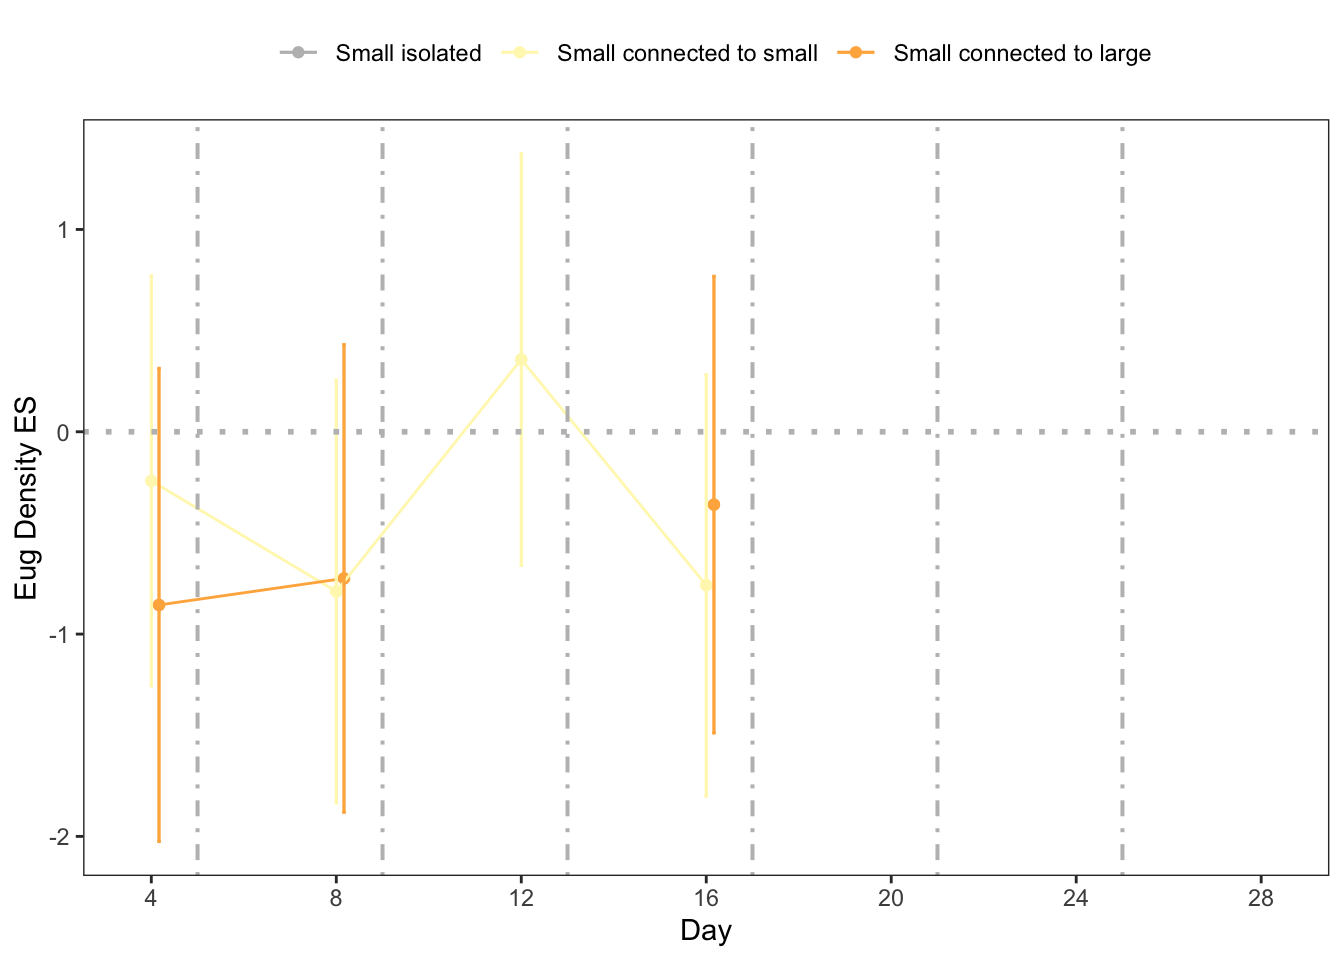 Small isolated Small connected to small Small connected to large
1
0
-1
-2
Eug Density ES
4 8 12 16 20 24 28
Day